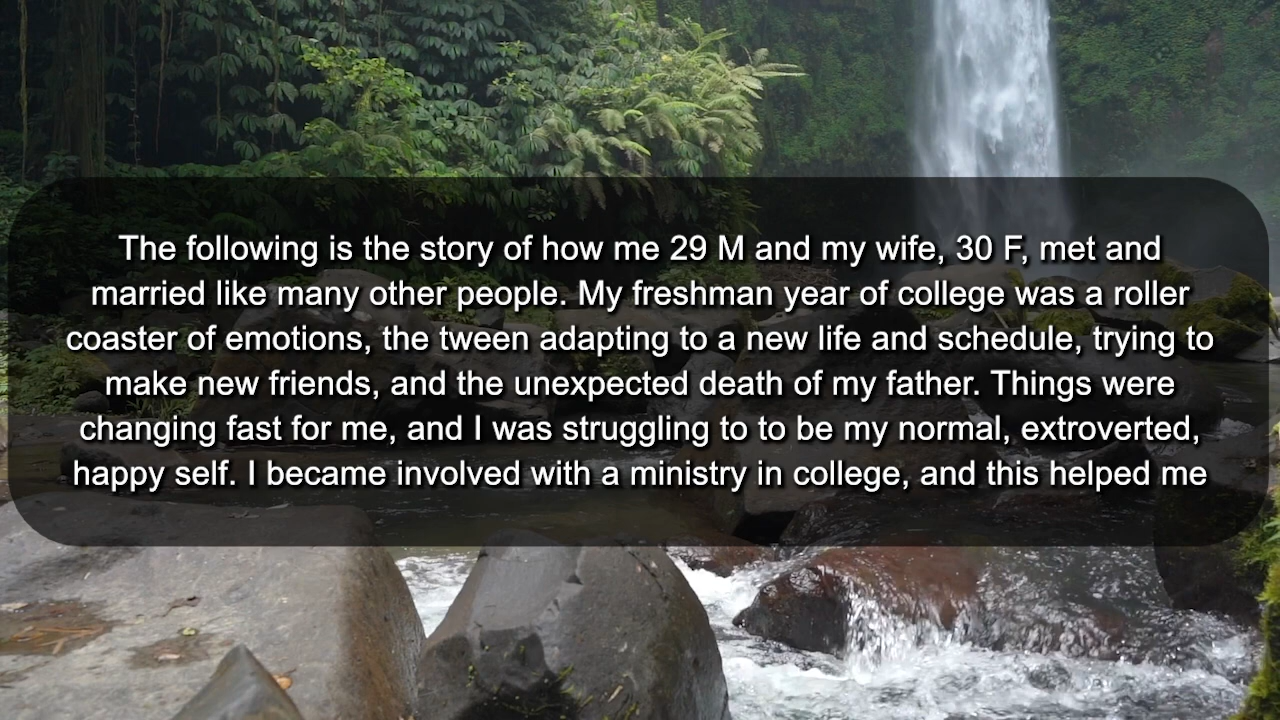 The following is the story of how me 29 M and my wife, 30 F, met and
married like many other people. My freshman year of college was a roller
coaster of emotions, the tween adapting to a new life and schedule, trying to
make new friends, and the unexpected death of my father. Things were
changing fast for me, and I was struggling to to be my normal, extroverted,
happy self. I became involved with a ministry in college, and this helped me